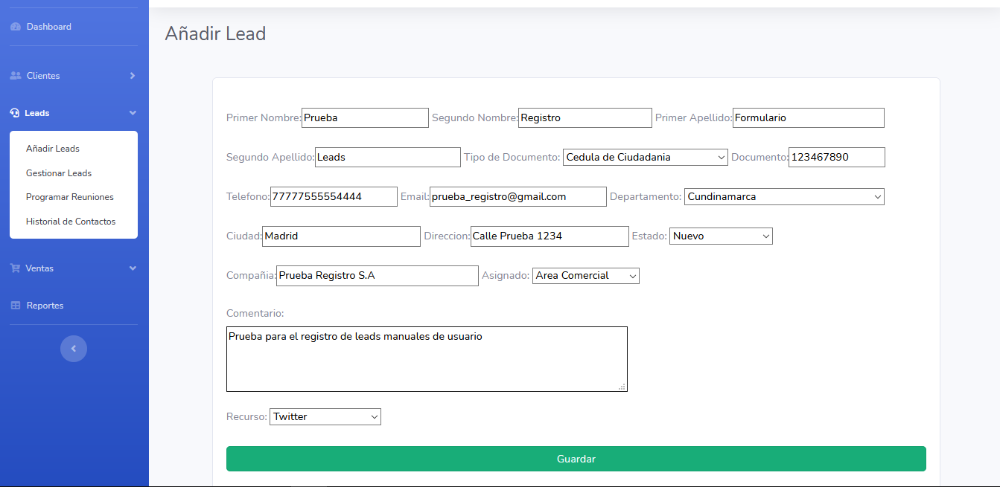 Dashboard
Clientes
Leads
Añadir Leads
Gestionar Leads
Programar Reuniones
Historial de Contactos
Ventas
Reportes
Añadir Lead
Primer Nombre: Prueba Segundo Nombre: Registro Primer Apellido: Formulario
Segundo Apellido: Leads Tipo de Documento: Cedula de Ciudadania Documento: 123467890
Telefono: 77777555554444 Email: prueba_registro@gmail.com Departamento: Cundinamarca
Ciudad: Madrid Direccion: Calle Prueba 1234 Estado: Nuevo
Compañia: Prueba Registro S.A Asignado: Area Comercial
Comentario:
Prueba para el registro de leads manuales de usuario
Recurso: Twitter
Guardar